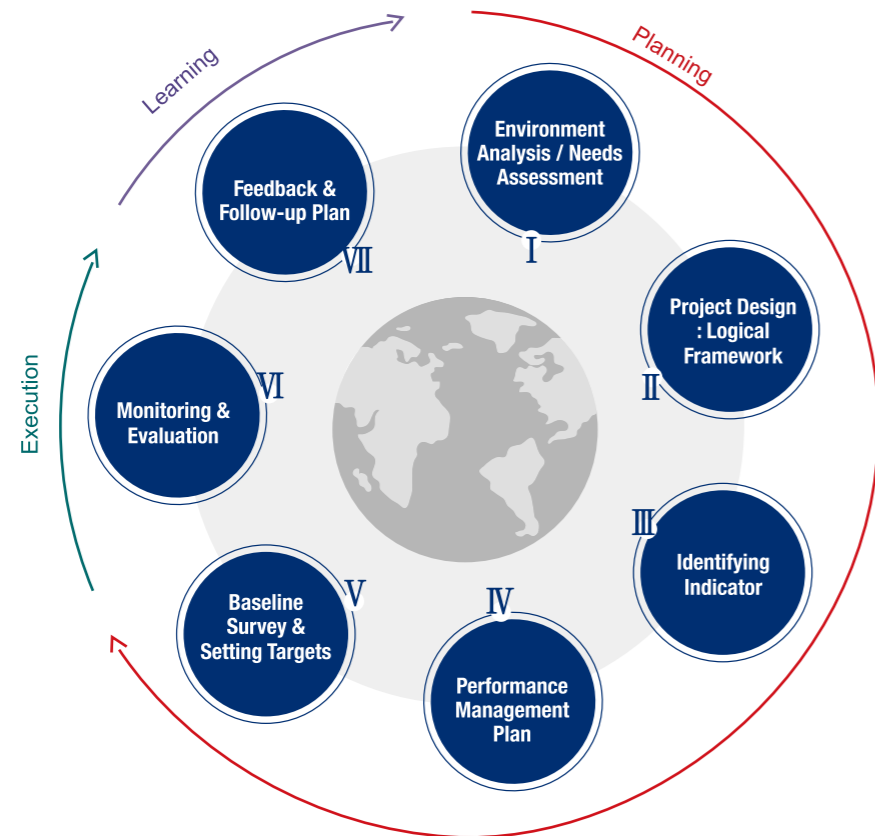 Learning
Planning
Environment
Analysis / Needs
Assessment
Ⅰ
Feedback &
Follow-up Plan
Ⅶ
Project Design
: Logical
Framework
Ⅱ
Execution
Monitoring &
Evaluation
Ⅵ
Ⅲ
Identifying
Indicator
Baseline
Survey &
Setting Targets
Ⅴ
Ⅳ
Performance
Management
Plan